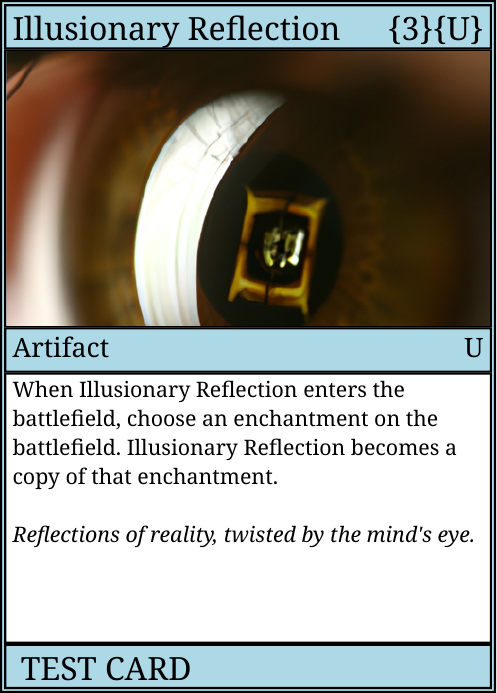 Illusionary Reflection {3}{U}
Artifact U
When Illusionary Reflection enters the
battlefield, choose an enchantment on the
battlefield. Illusionary Reflection becomes a
copy of that enchantment.
Reflections of reality, twisted by the mind's eye.
TEST CARD